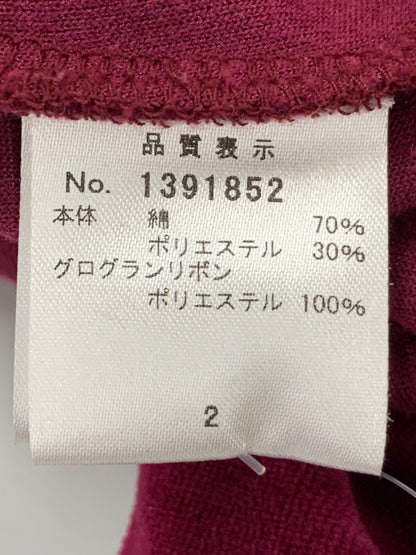 品質表示
No. 1391852
本体 綿 70%
ポリエステル 30%
グログランリボン
ポリエステル 100%
2